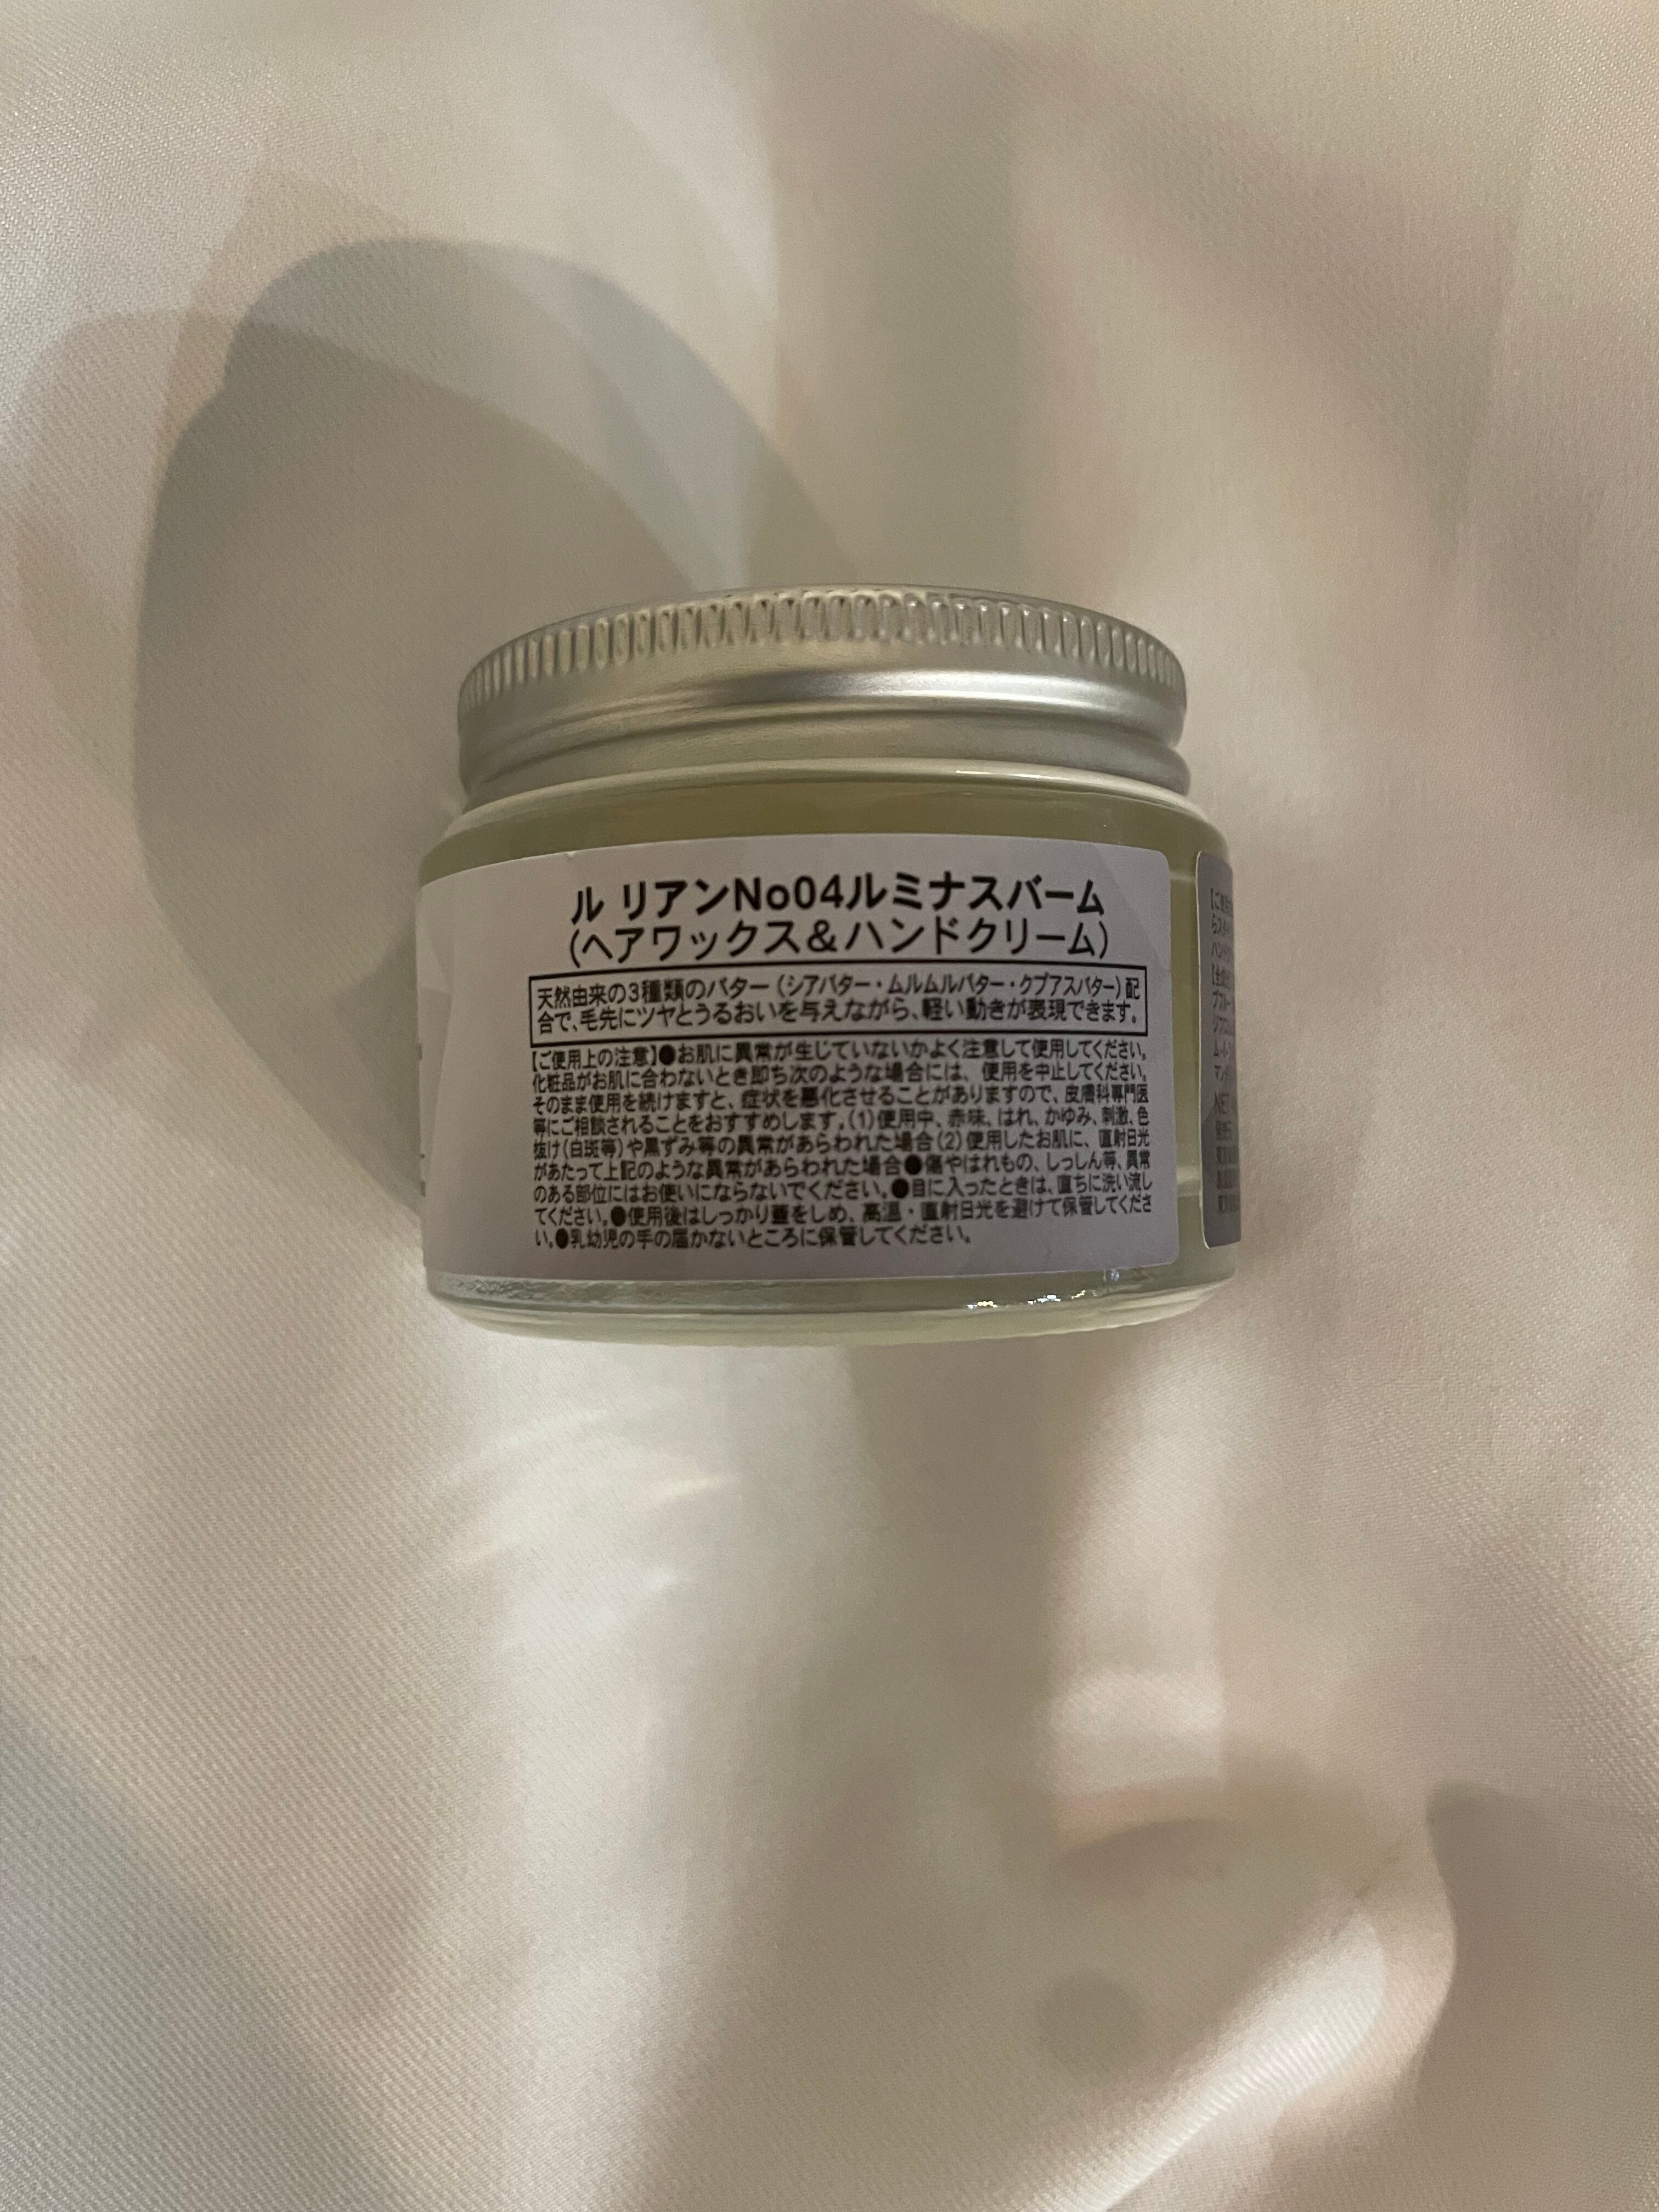 ル リアンNo04ルミナスバーム
(ヘアワックス&ハンドクリーム)
天然由来の3種類のバター(シアバター・ムルムルバター・クプアスバター)配
合で、毛先にツヤとうるおいを与えながら、軽い動きが表現できます。
【ご使用上の注意】●お肌に異常が生じていないかよく注意して使用してください。
化粧品がお肌に合わないとき即ち次のような場合には、使用を中止してください。
そのまま使用を続けますと、症状を悪化させることがありますので、皮膚科専門医
等にご相談されることをおすすめします。(1)使用中、赤味、はれ、かゆみ、刺激、色
抜け(白斑等)や黒ずみ等の異常があらわれた場合(2)使用したお肌に、直射日光
があたって上記のような異常があらわれた場合●傷やはれもの、しっしん等、異常
のある部位にはお使いにならないでください。●目に入ったときは、直ちに洗い流し
てください。●使用後はしっかり蓋をしめ、高温・直射日光を避けて保管してくださ
い。●乳幼児の手の届かないところに保管してください。